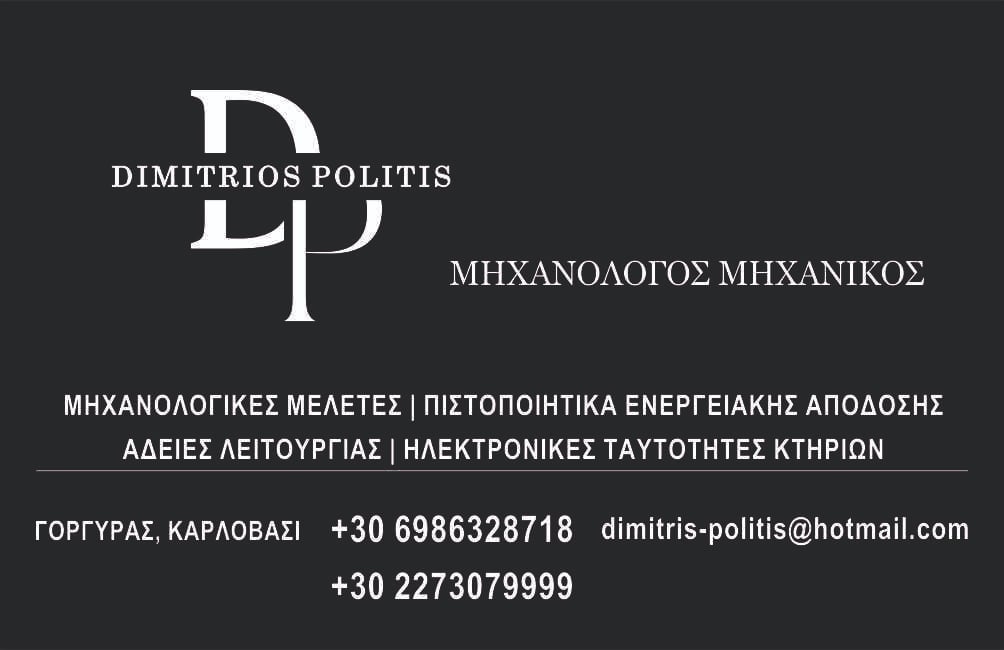 DP
DIMITRIOS POLITIS
ΜΗΧΑΝΟΛΟΓΟΣ ΜΗΧΑΝΙΚΟΣ
ΜΗΧΑΝΟΛΟΓΙΚΕΣ ΜΕΛΕΤΕΣ | ΠΙΣΤΟΠΟΙΗΤΙΚΑ ΕΝΕΡΓΕΙΑΚΗΣ ΑΠΟΔΟΣΗΣ
ΑΔΕΙΕΣ ΛΕΙΤΟΥΡΓΙΑΣ | ΗΛΕΚΤΡΟΝΙΚΕΣ ΤΑΥΤΟΤΗΤΕΣ ΚΤΗΡΙΩΝ
ΓΟΡΓΥΡΑΣ, ΚΑΡΛΟΒΑΣΙ +30 6986328718 dimitris-politis@hotmail.com
+30 2273079999